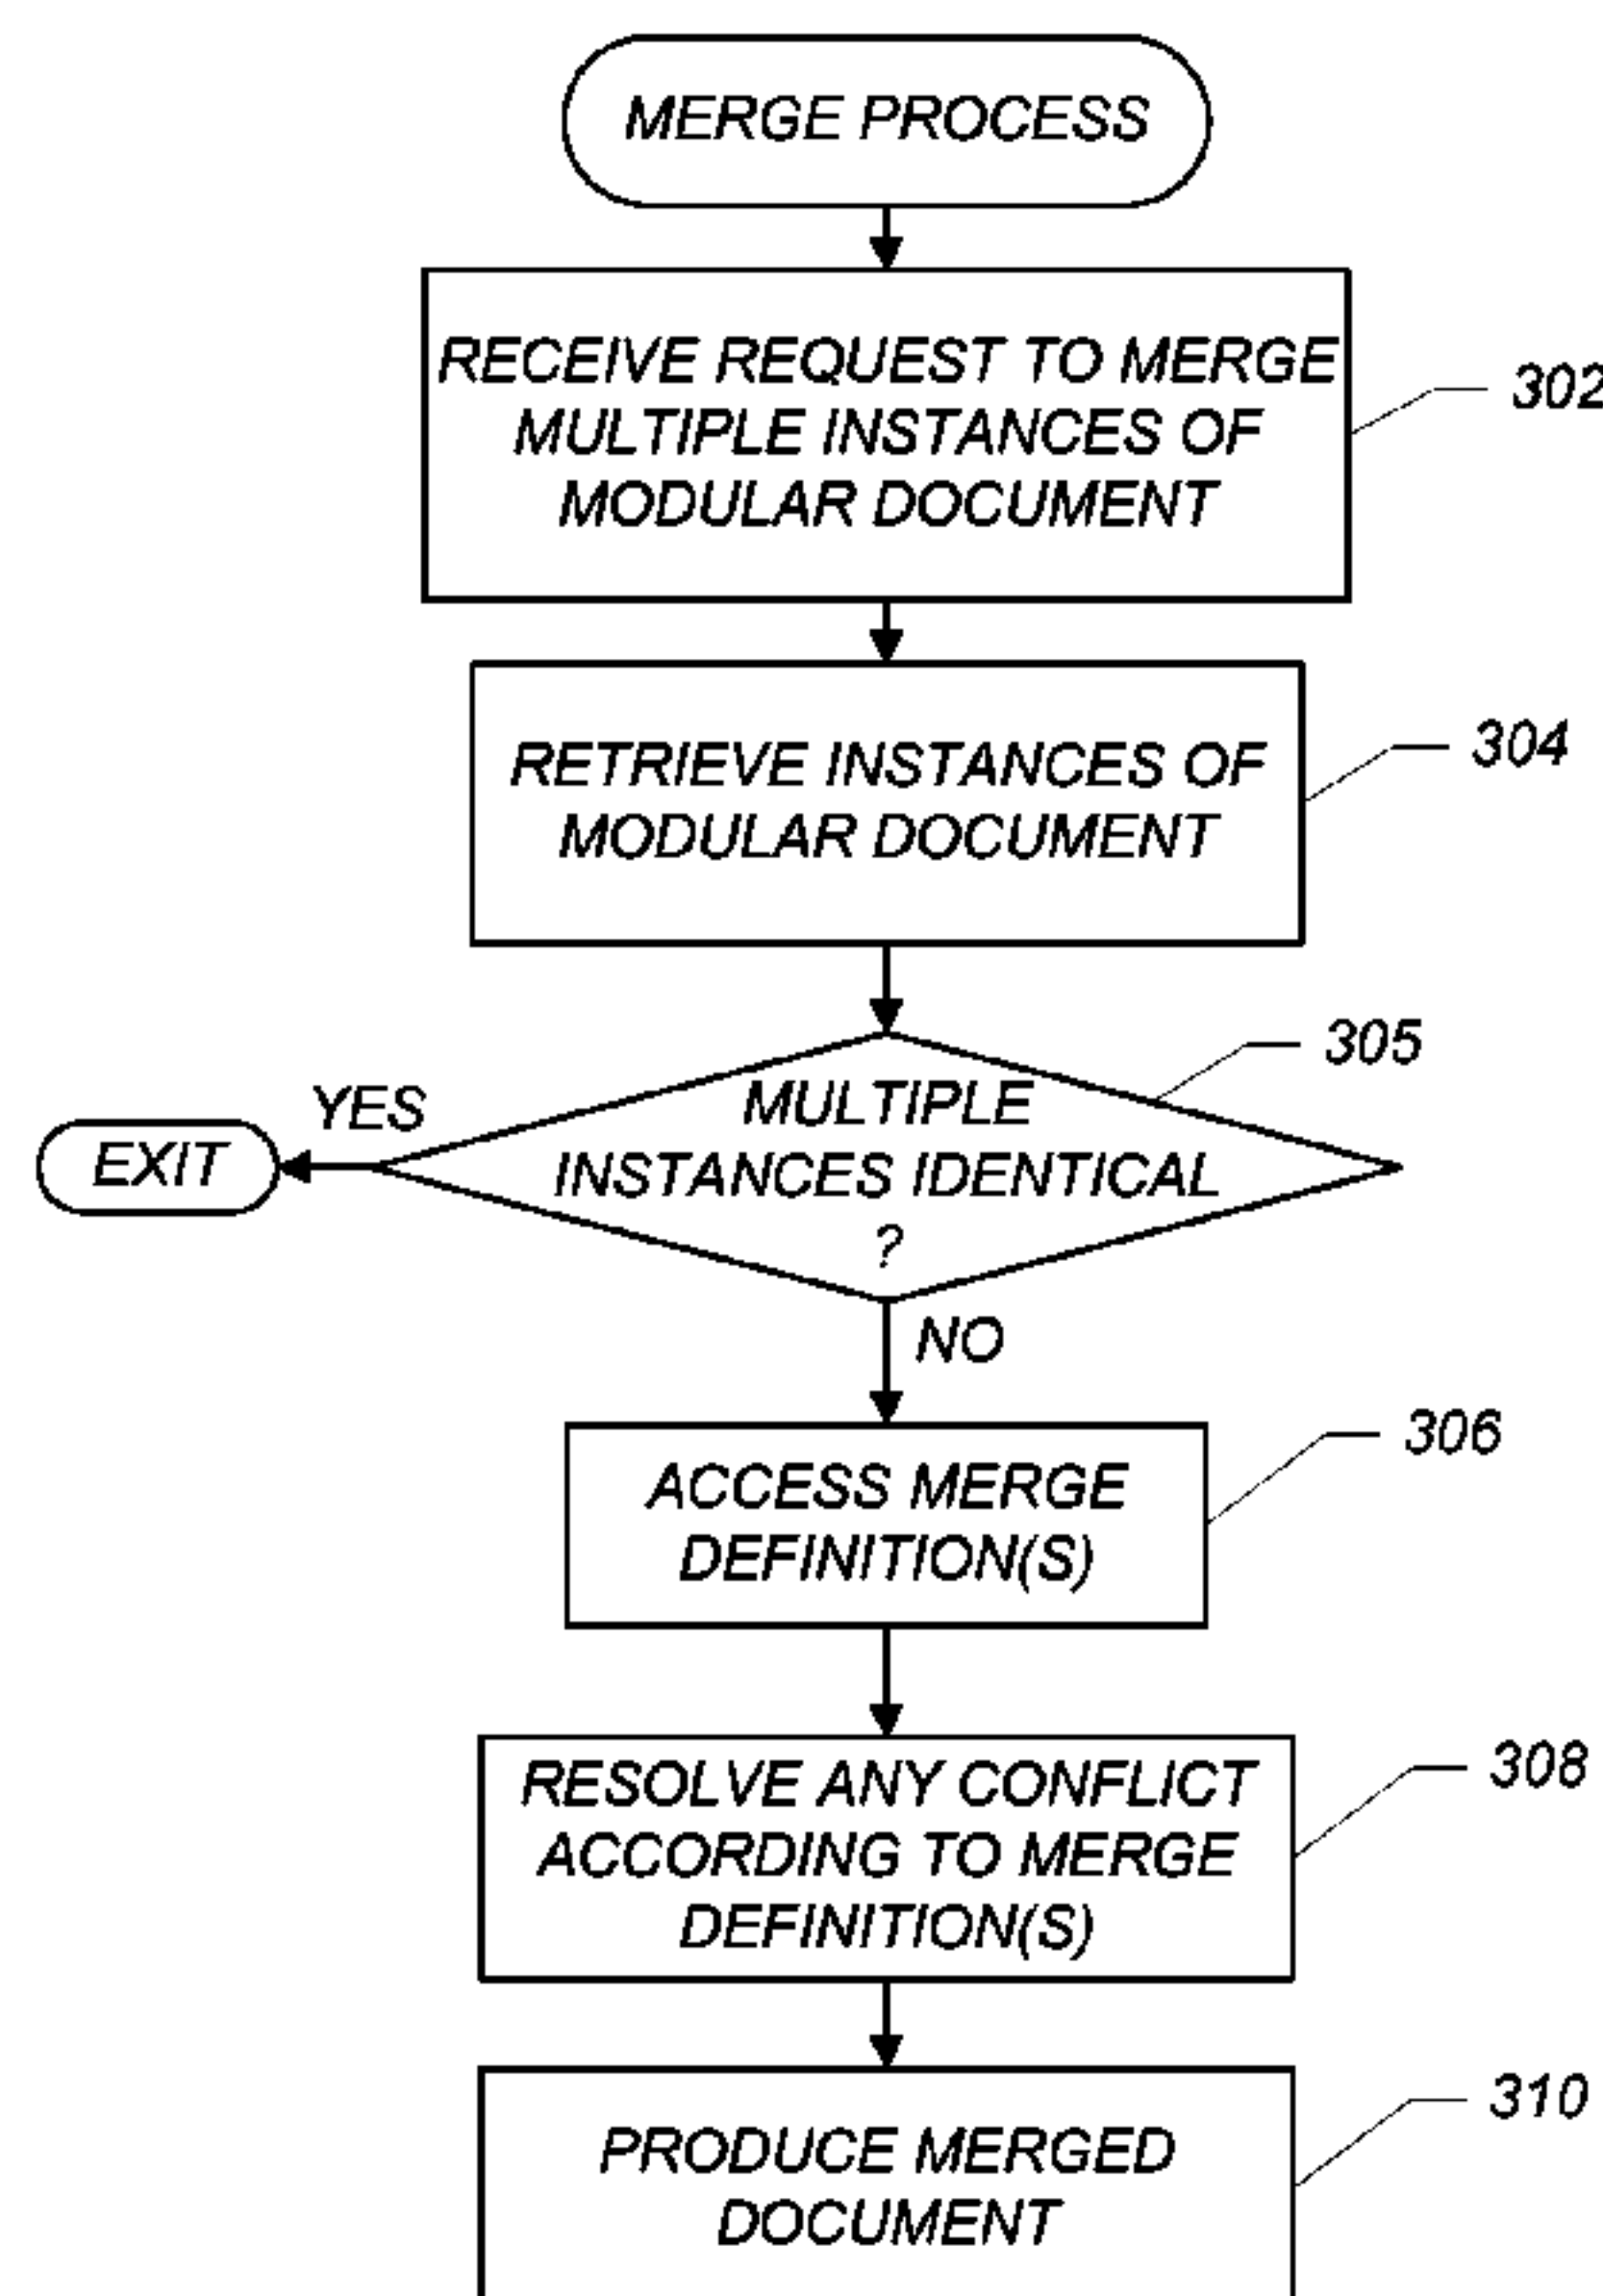 MERGE PROCESS
RECEIVE REQUEST TO MERGE
MULTIPLE INSTANCES OF
MODULAR DOCUMENT
302
RETRIEVE INSTANCES OF
MODULAR DOCUMENT
304
305
MULTIPLE
INSTANCES IDENTICAL
?
YES
EXIT
NO
306
ACCESS MERGE
DEFINITION(S)
RESOLVE ANY CONFLICT
ACCORDING TO MERGE
DEFINITION(S)
308
310
PRODUCE MERGED
DOCUMENT